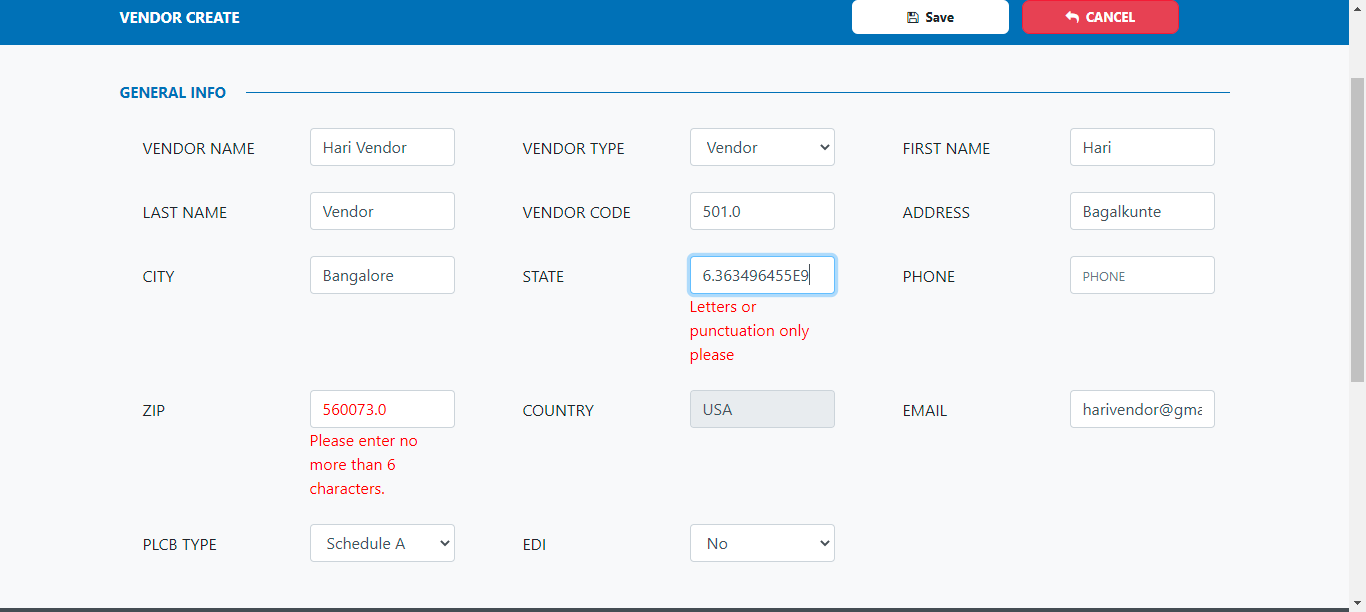 VENDOR CREATE
Save
CANCEL
GENERAL INFO
VENDOR NAME
Hari Vendor
VENDOR TYPE
Vendor
FIRST NAME
Hari
LAST NAME
Vendor
VENDOR CODE
501.0
ADDRESS
Bagalkunte
CITY
Bangalore
STATE
6.363496455E9
Letters or
punctuation only
please
PHONE
PHONE
ZIP
560073.0
Please enter no
more than 6
characters.
COUNTRY
USA
EMAIL
harivendor@gma
PLCB TYPE
Schedule A
EDI
No